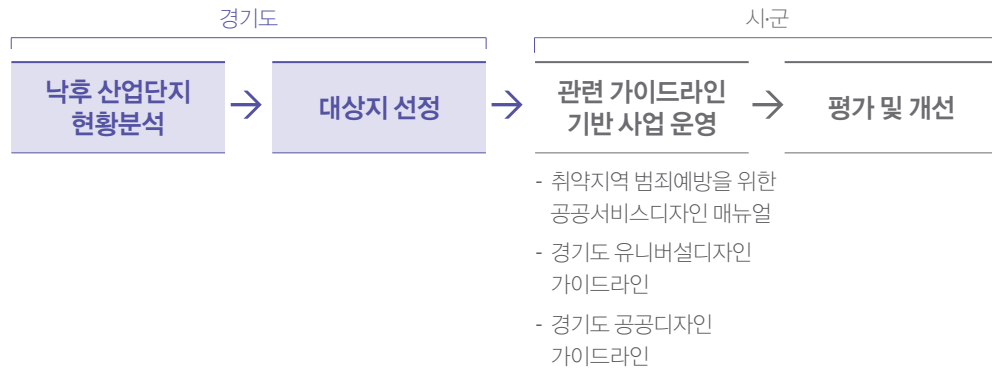 경기도
시·군
낙후 산업단지
현황분석
대상지 선정
관련 가이드라인
기반 사업 운영
평가 및 개선
- 취약지역 범죄예방을 위한
공공서비스디자인 매뉴얼
- 경기도 유니버설디자인
가이드라인
- 경기도 공공디자인
가이드라인